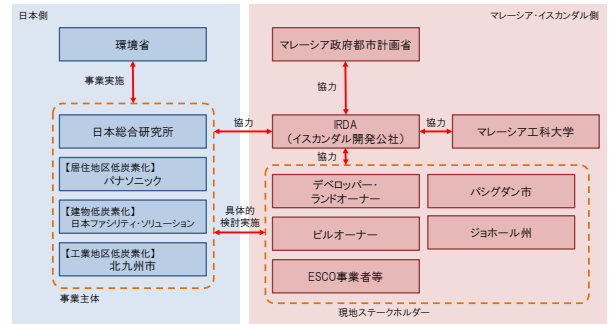 日本側
環境省
事業実施
日本総合研究所
【居住地区低炭素化】
パナソニック
【建物低炭素化】
日本ファシリティ・ソリューション
【工業地区低炭素化】
北九州市
事業主体
協力
具体的
検討実施
マレーシア・イスカンダル側
マレーシア政府都市計画省
協力
IRDA
(イスカンダル開発公社)
協力
マレーシア工科大学
協力
デベロッパー・
ランドオーナー
パシグダン市
ビルオーナー
ジョホール州
ESCO事業者等
現地ステークホルダー